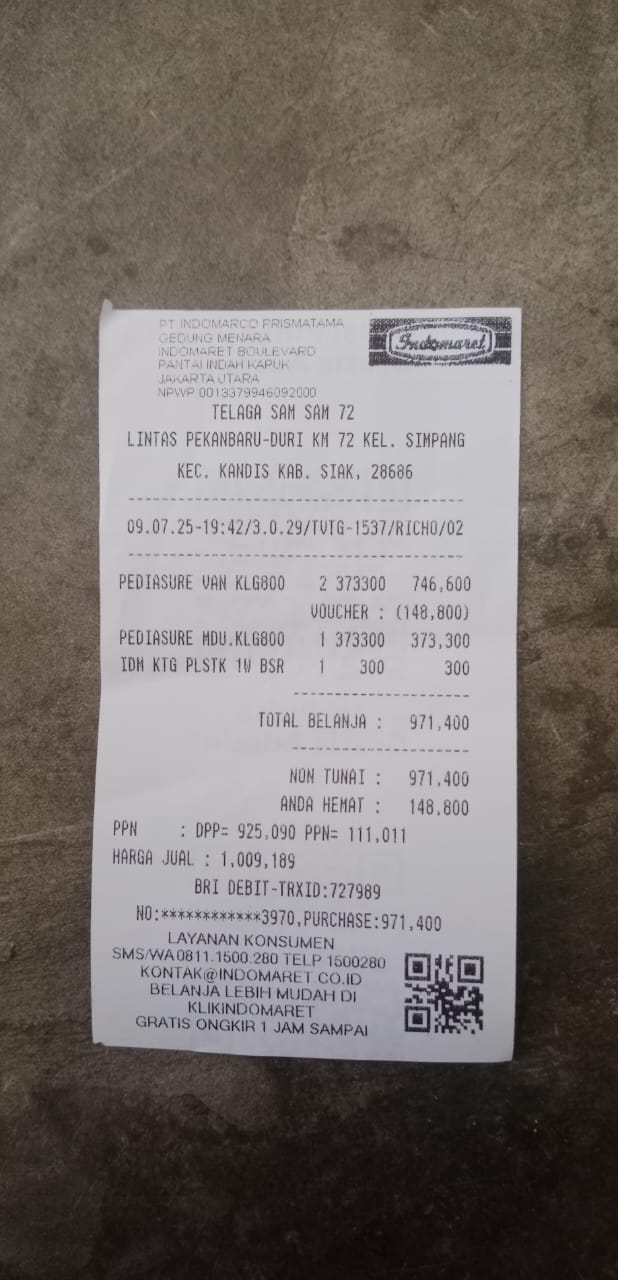 PT INDOMARCO PRISMATAMA
GEDUNG MENARA
INDOMARET BOULEVARD
PANTAI INDAH KAPUK
JAKARTA UTARA
NPWP 0013379946092000
Indomaret
TELAGA SAM SAM 72
LINTAS PEKANBARU-DURI KM 72 KEL. SIMPANG
KEC. KANDIS KAB. SIAK, 28686
09.07.25-19:42/3.0.29/TVTG-1537/RICHO/02
PEDIASURE VAN KLG800 2 373300 746,600
VOUCHER : (148,800)
PEDIASURE MDU.KLG800 1 373300 373,300
IDM KTG PLSTK 1W BSR 1 300 300
TOTAL BELANJA : 971,400
NON TUNAI : 971,400
ANDA HEMAT : 148,800
PPN : DPP= 925,090 PPN= 111,011
HARGA JUAL : 1,009,189
BRI DEBIT-TRXID:727989
NO:************3970,PURCHASE:971,400
LAYANAN KONSUMEN
SMS/WA 0811.1500.280 TELP 1500280
KONTAK@INDOMARET.CO.ID
BELANJA LEBIH MUDAH DI
KLIKINDOMARET
GRATIS ONGKIR 1 JAM SAMPAI